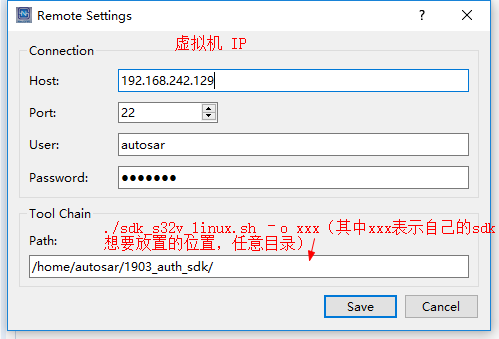 Remote Settings
虚拟机 IP
Connection
Host:
192.168.242.129
Port:
22
User:
autosar
Password:
●●●●●●●
Tool Chain
./sdk_s32v_linux.sh -o xxx（其中xxx表示自己的sdk
想要放置的位置，任意目录）
Path:
/home/autosar/1903_auth_sdk/
Save
Cancel